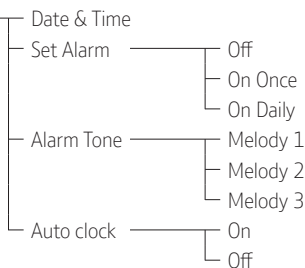 Date & Time
Set Alarm Off
On Once
On Daily
Alarm Tone Melody 1
Melody 2
Melody 3
Auto clock On
Off